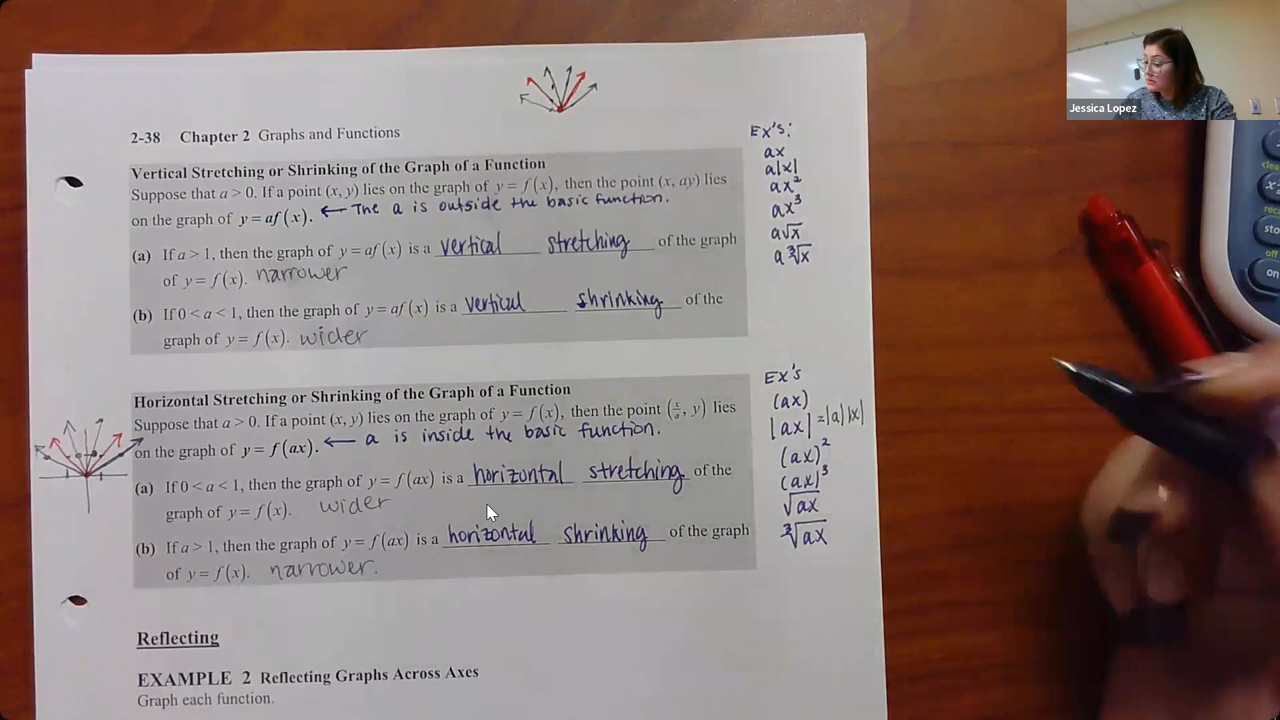 Jessica Lopez
2-38 Chapter 2 Graphs and Functions
Vertical Stretching or Shrinking of the Graph of a Function
Suppose that a > 0. If a point (x, y) lies on the graph of y = f(x), then the point (x, ay) lies
on the graph of y = af(x). ← The a is outside the basic function.
(a) If a > 1, then the graph of y = af(x) is a vertical stretching of the graph
of y = f(x). narrower
(b) If 0 < a < 1, then the graph of y = af(x) is a vertical shrinking of the
graph of y = f(x). wider
Ex's:
ax
a|x|
ax²
ax³
a√x
a∛x
Horizontal Stretching or Shrinking of the Graph of a Function
Suppose that a > 0. If a point (x, y) lies on the graph of y = f(x), then the point (x/a, y) lies
on the graph of y = f(ax). ← a is inside the basic function.
(a) If 0 < a < 1, then the graph of y = f(ax) is a horizontal stretching of the
graph of y = f(x). wider
(b) If a > 1, then the graph of y = f(ax) is a horizontal shrinking of the graph
of y = f(x). narrower.
Ex's
(ax)
|ax| = |a||x|
(ax)²
(ax)³
√ax
∛ax
Reflecting
EXAMPLE 2 Reflecting Graphs Across Axes
Graph each function.